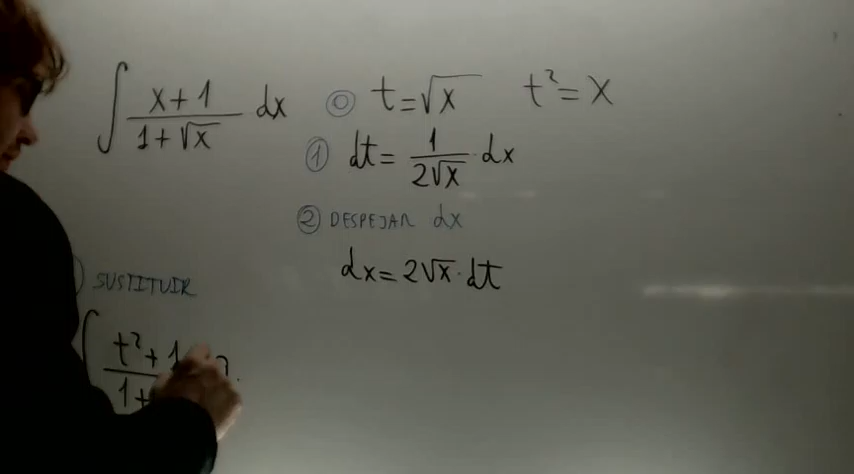 ∫ x+1 / 1+√x dx
⓪ t=√x t²=x
① dt= 1 / 2√x · dx
② DESPEJAR dx
dx=2√x·dt
) SUSTITUIR
∫ t²+1 / 1+